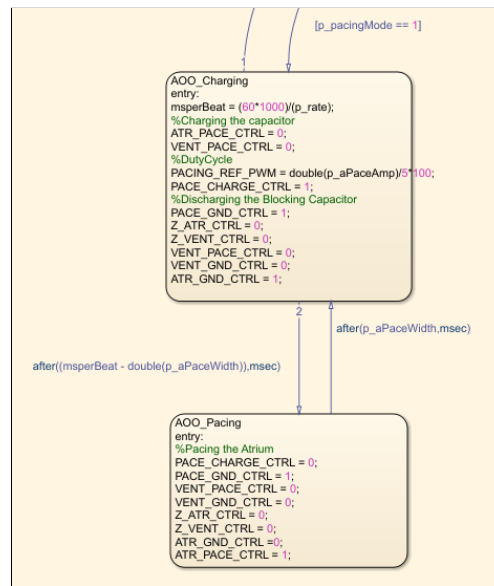 [p_pacingMode == 1]
1
AOO_Charging
entry:
msperBeat = (60*1000)/(p_rate);
%Charging the capacitor
ATR_PACE_CTRL = 0;
VENT_PACE_CTRL = 0;
%DutyCycle
PACING_REF_PWM = double(p_aPaceAmp)/5*100;
PACE_CHARGE_CTRL = 1;
%Discharging the Blocking Capacitor
PACE_GND_CTRL = 1;
Z_ATR_CTRL = 0;
Z_VENT_CTRL = 0;
VENT_PACE_CTRL = 0;
VENT_GND_CTRL = 0;
ATR_GND_CTRL = 1;
2
after(p_aPaceWidth,msec)
after((msperBeat - double(p_aPaceWidth)),msec)
AOO_Pacing
entry:
%Pacing the Atrium
PACE_CHARGE_CTRL = 0;
PACE_GND_CTRL = 1;
VENT_PACE_CTRL = 0;
VENT_GND_CTRL = 0;
Z_ATR_CTRL = 0;
Z_VENT_CTRL = 0;
ATR_GND_CTRL =0;
ATR_PACE_CTRL = 1;